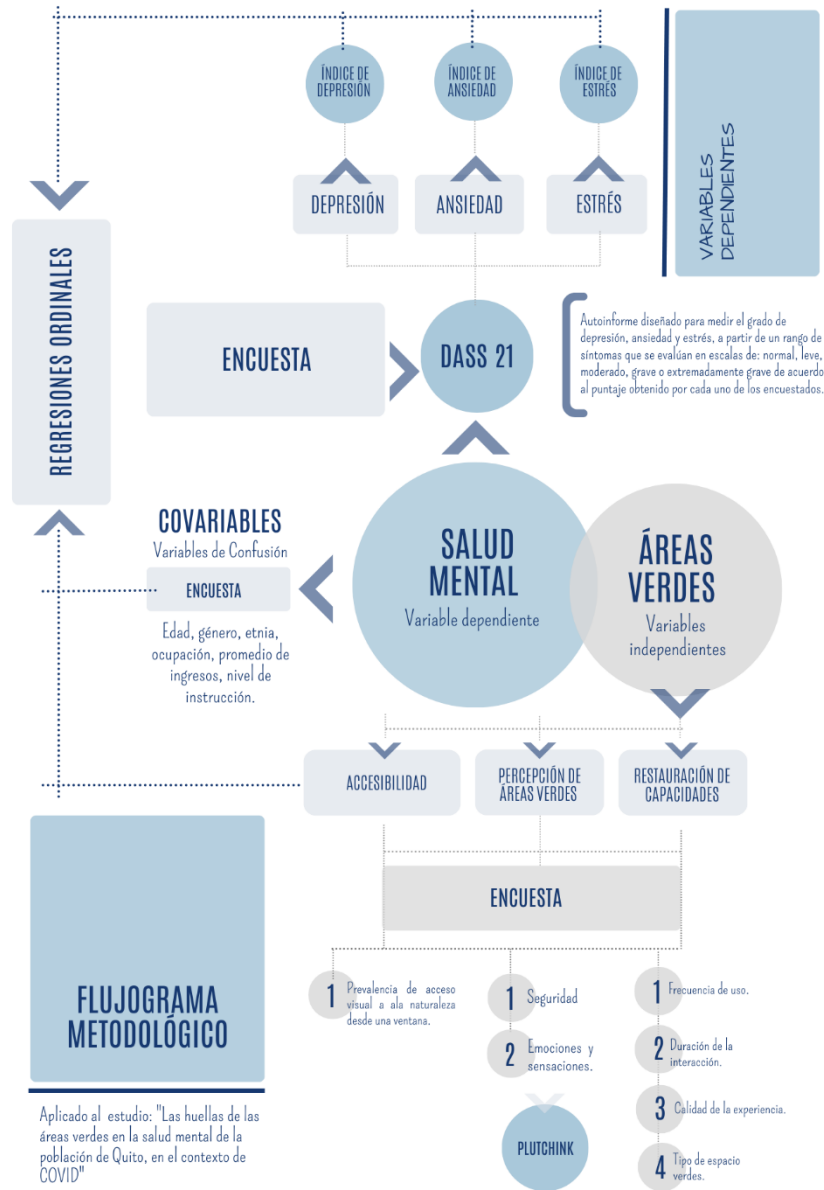 ÍNDICE DE
DEPRESIÓN
ÍNDICE DE
ANSIEDAD
ÍNDICE DE
ESTRÉS
VARIABLES
DEPENDIENTES
DEPRESIÓN
ANSIEDAD
ESTRÉS
REGRESIONES ORDINALES
ENCUESTA
DASS 21
Autoinforme diseñado para medir el grado de
depresión, ansiedad y estrés, a partir de un rango de
síntomas que se evalúan en escalas de: normal, leve,
moderado, grave o extremadamente grave de acuerdo
al puntaje obtenido por cada uno de los encuestados.
COVARIABLES
Variables de Confusión
ENCUESTA
Edad, género, etnia,
ocupación, promedio de
ingresos, nivel de
instrucción.
SALUD
MENTAL
Variable dependiente
ÁREAS
VERDES
Variables
independientes
ACCESIBILIDAD
PERCEPCIÓN DE
ÁREAS VERDES
RESTAURACIÓN DE
CAPACIDADES
ENCUESTA
1 Prevalencia de acceso
visual a ala naturaleza
desde una ventana.
1 Seguridad
2 Emociones y
sensaciones.
PLUTCHINK
1 Frecuencia de uso.
2 Duración de la
interacción.
3 Calidad de la experiencia.
4 Tipo de espacio
verdes.
FLUJOGRAMA
METODOLÓGICO
Aplicado al estudio: "Las huellas de las
áreas verdes en la salud mental de la
población de Quito, en el contexto de
COVID"